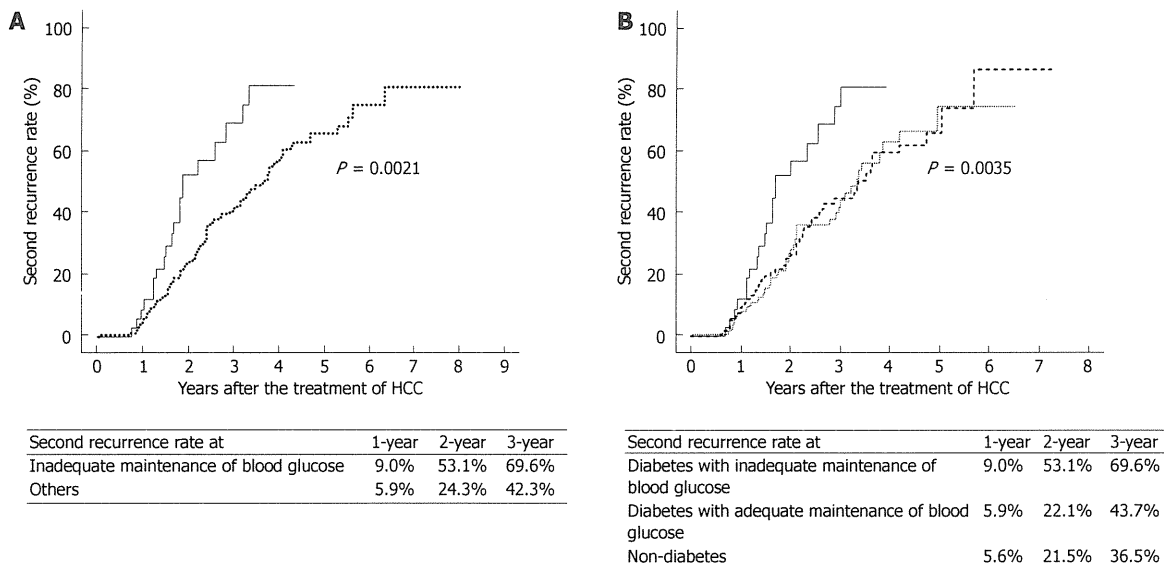 A
100
80
60
40
20
0
Second recurrence rate (%)
P = 0.0021
0 1 2 3 4 5 6 7 8 9
Years after the treatment of HCC
Second recurrence rate at 1-year 2-year 3-year
Inadequate maintenance of blood glucose 9.0% 53.1% 69.6%
Others 5.9% 24.3% 42.3%
B
100
80
60
40
20
0
Second recurrence rate (%)
P = 0.0035
0 1 2 3 4 5 6 7 8
Years after the treatment of HCC
Second recurrence rate at 1-year 2-year 3-year
Diabetes with inadequate maintenance of 9.0% 53.1% 69.6%
blood glucose
Diabetes with adequate maintenance of blood 5.9% 22.1% 43.7%
glucose
Non-diabetes 5.6% 21.5% 36.5%